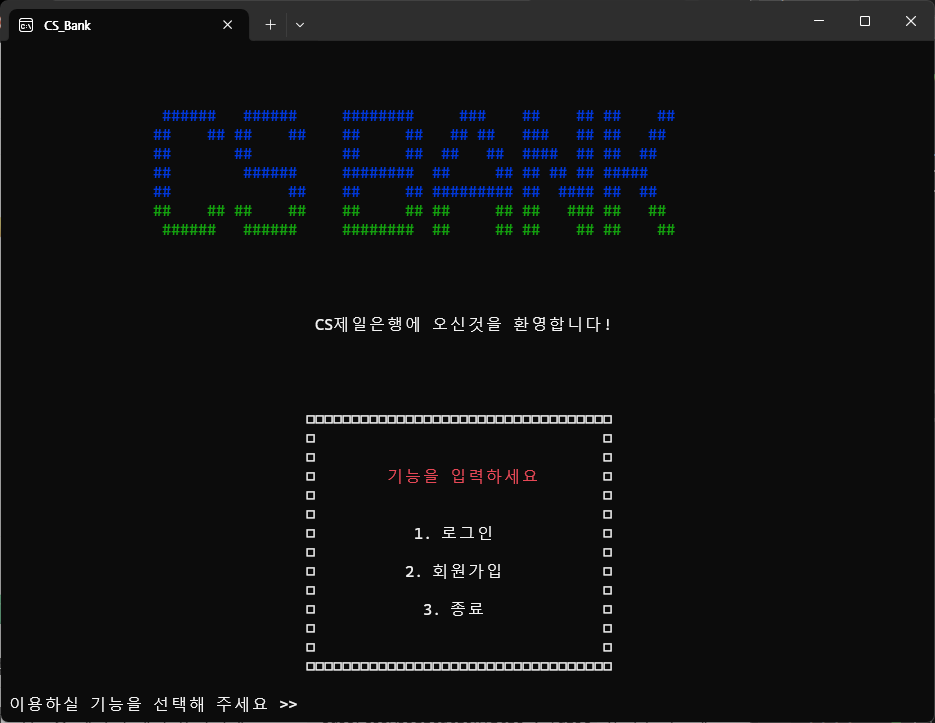 CS_Bank
CS BANK
CS제일은행에 오신것을 환영합니다!
기능을 입력하세요
1. 로그인
2. 회원가입
3. 종료
이용하실 기능을 선택해 주세요 >>